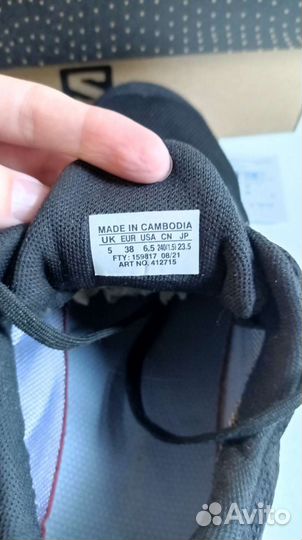 MADE IN CAMBODIA
UK EUR USA CN JP
5 38 6.5 240(1.5) 23.5
FTY: 159817 08/21
ART NO. 412715
Avito